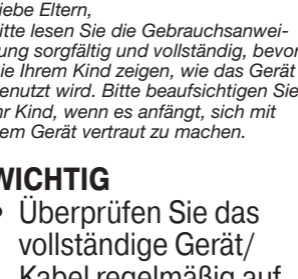 iebe Eltern,
itte lesen Sie die Gebrauchsanwei-
ung sorgfältig und vollständig, bevor
ie Ihrem Kind zeigen, wie das Gerät
enutzt wird. Bitte beaufsichtigen Sie
hr Kind, wenn es anfängt, sich mit
em Gerät vertraut zu machen.
WICHTIG
• Überprüfen Sie das
vollständige Gerät/
Kabel regelmäßig auf